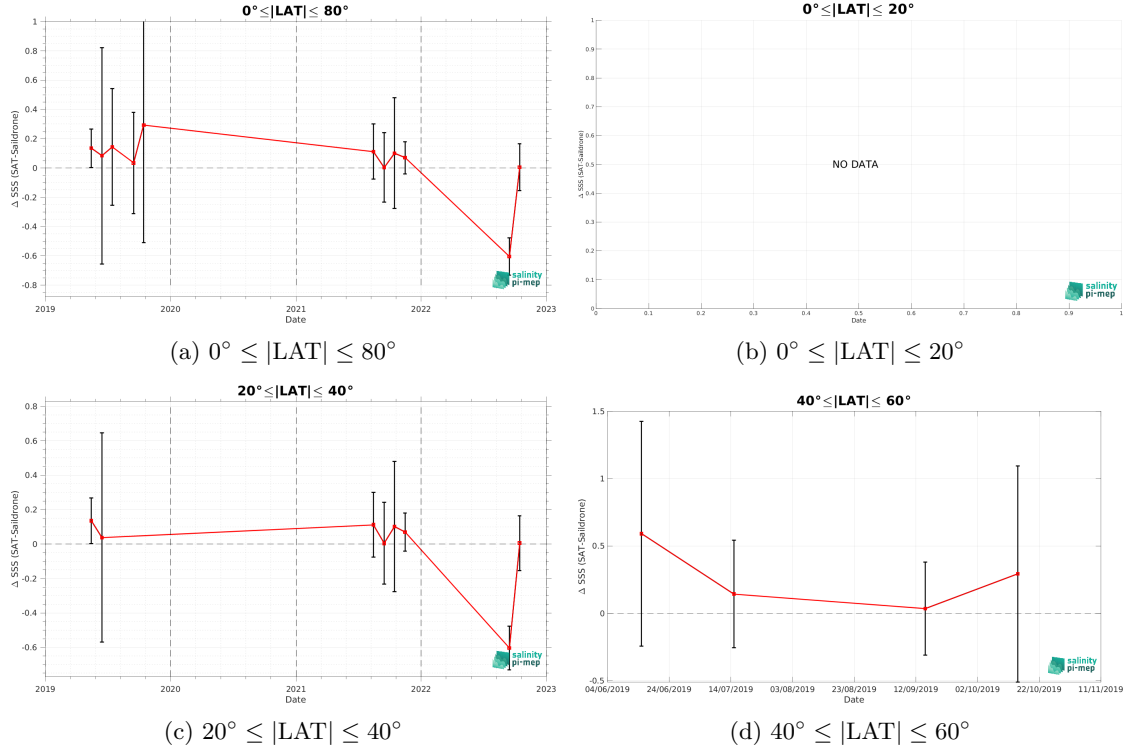 0°≤|LAT|≤ 80°
1
0.8
0.6
0.4
0.2
0
-0.2
-0.4
-0.6
-0.8
Δ SSS (SAT-Saildrone)
2019
2020
2021
2022
2023
Date
salinity
pi-mep
(a) 0° ≤ |LAT| ≤ 80°
0°≤|LAT|≤ 20°
1
0.9
0.8
0.7
0.6
0.5
0.4
0.3
0.2
0.1
0
Δ SSS (SAT-Saildrone)
NO DATA
0
0.1
0.2
0.3
0.4
0.5
0.6
0.7
0.8
0.9
1
Date
salinity
pi-mep
(b) 0° ≤ |LAT| ≤ 20°
20°≤|LAT|≤ 40°
0.8
0.6
0.4
0.2
0
-0.2
-0.4
-0.6
Δ SSS (SAT-Saildrone)
2019
2020
2021
2022
2023
Date
salinity
pi-mep
(c) 20° ≤ |LAT| ≤ 40°
40°≤|LAT|≤ 60°
1.5
1
0.5
0
-0.5
Δ SSS (SAT-Saildrone)
04/06/2019
24/06/2019
14/07/2019
03/08/2019
23/08/2019
12/09/2019
02/10/2019
22/10/2019
11/11/2019
Date
salinity
pi-mep
(d) 40° ≤ |LAT| ≤ 60°